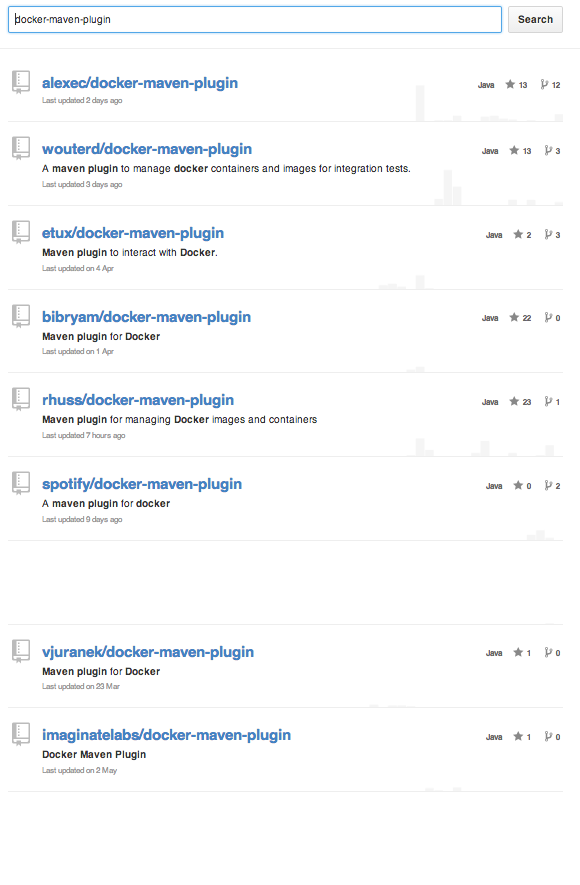 docker-maven-plugin
Search
alexec/docker-maven-plugin
Java 13 12
Last updated 2 days ago
wouterd/docker-maven-plugin
Java 13 3
A maven plugin to manage docker containers and images for integration tests.
Last updated 3 days ago
etux/docker-maven-plugin
Java 2 3
Maven plugin to interact with Docker.
Last updated on 4 Apr
bibryam/docker-maven-plugin
Java 22 0
Maven plugin for Docker
Last updated on 1 Apr
rhuss/docker-maven-plugin
Java 23 1
Maven plugin for managing Docker images and containers
Last updated 7 hours ago
spotify/docker-maven-plugin
Java 0 2
A maven plugin for docker
Last updated 9 days ago
vjuranek/docker-maven-plugin
Java 1 0
Maven plugin for Docker
Last updated on 23 Mar
imaginatelabs/docker-maven-plugin
Java 1 0
Docker Maven Plugin
Last updated on 2 May